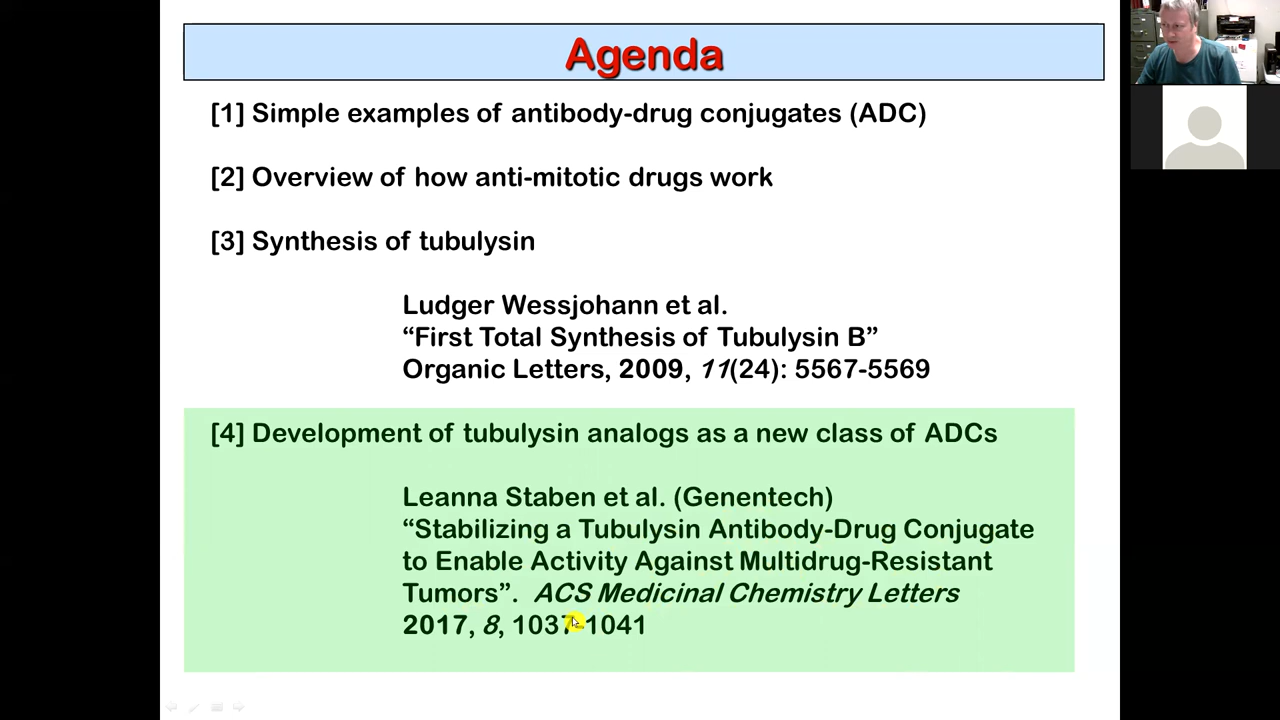 Agenda
[1] Simple examples of antibody-drug conjugates (ADC)
[2] Overview of how anti-mitotic drugs work
[3] Synthesis of tubulysin
Ludger Wessjohann et al.
“First Total Synthesis of Tubulysin B”
Organic Letters, 2009, 11(24): 5567-5569
[4] Development of tubulysin analogs as a new class of ADCs
Leanna Staben et al. (Genentech)
“Stabilizing a Tubulysin Antibody-Drug Conjugate
to Enable Activity Against Multidrug-Resistant
Tumors”. ACS Medicinal Chemistry Letters
2017, 8, 1037-1041